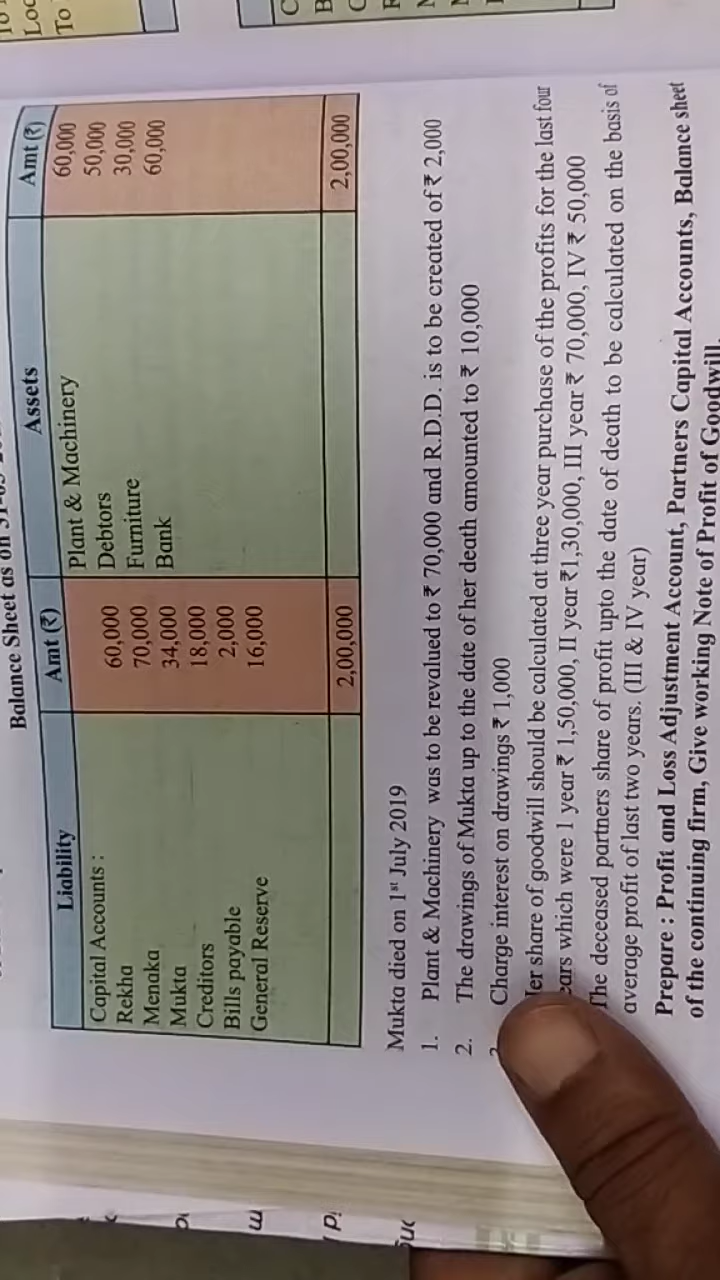 Balance Sheet as on
Liability Amt (₹) Assets Amt (₹)
Capital Accounts : Plant & Machinery 60,000
Rekha 60,000 Debtors 50,000
Menaka 70,000 Furniture 30,000
Mukta 34,000 Bank 60,000
Creditors 18,000
Bills payable 2,000
General Reserve 16,000
2,00,000 2,00,000
Mukta died on 1st July 2019
1. Plant & Machinery was to be revalued to ₹ 70,000 and R.D.D. is to be created of ₹ 2,000
2. The drawings of Mukta up to the date of her death amounted to ₹ 10,000
Charge interest on drawings ₹ 1,000
share of goodwill should be calculated at three year purchase of the profits for the last four
which were 1 year ₹ 1,50,000, II year ₹1,30,000, III year ₹ 70,000, IV ₹ 50,000
The deceased partners share of profit upto the date of death to be calculated on the basis of
average profit of last two years. (III & IV year)
Prepare : Profit and Loss Adjustment Account, Partners Capital Accounts, Balance sheet
of the continuing firm, Give working Note of Profit of Goodwill.
To